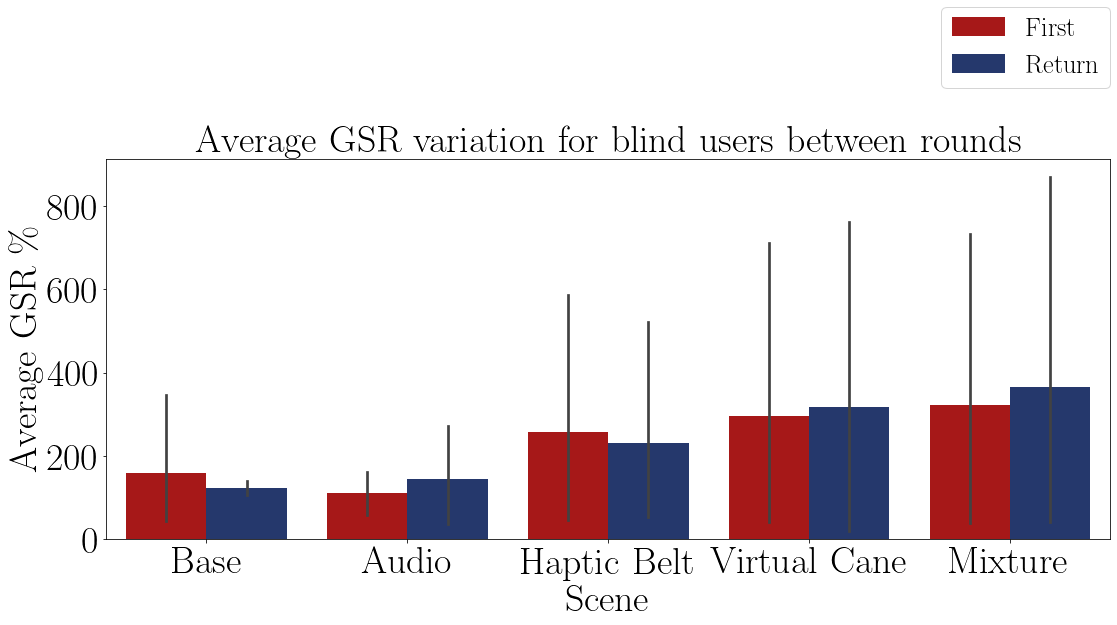 First
Return
Average GSR variation for blind users between rounds
Average GSR %
800
600
400
200
0
Base
Audio
Haptic Belt
Virtual Cane
Mixture
Scene